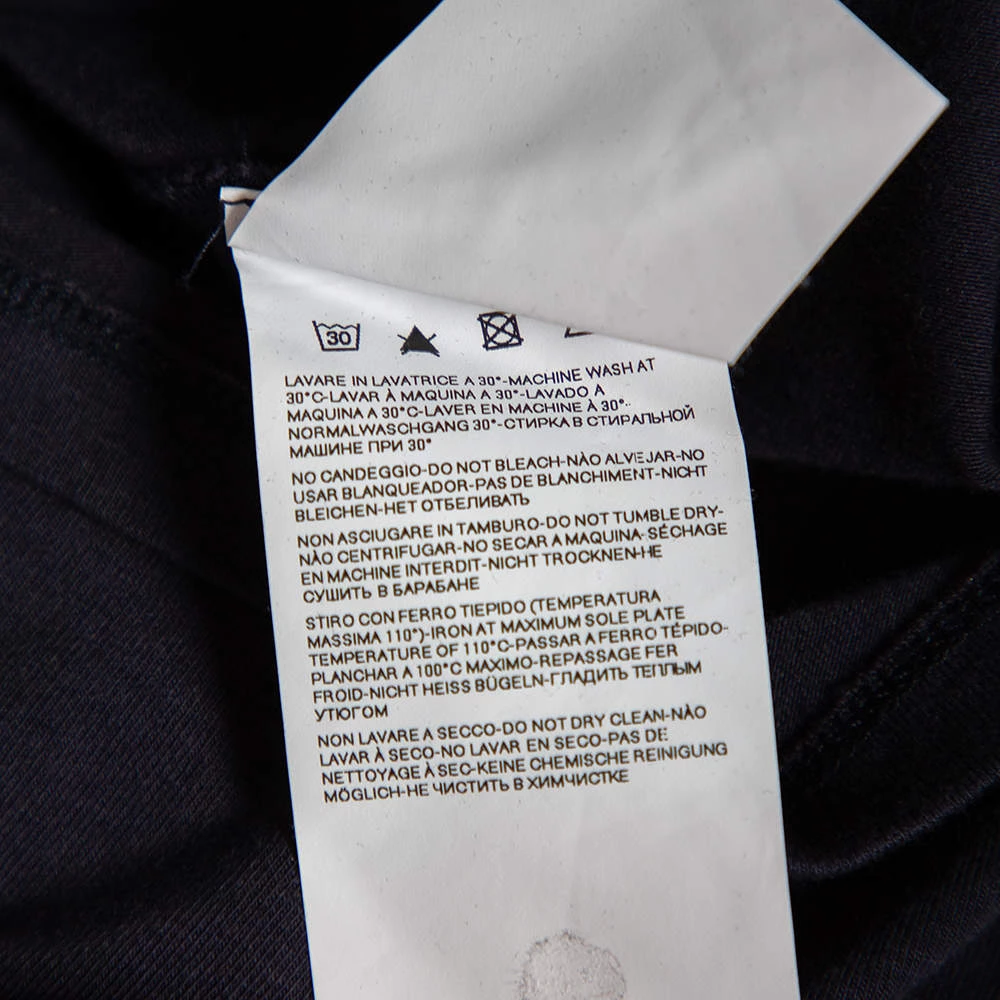 30
LAVARE IN LAVATRICE A 30°-MACHINE WASH AT
30°C-LAVAR À MAQUINA A 30°-LAVADO A
MAQUINA A 30°C-LAVER EN MACHINE À 30°-
NORMALWASCHGANG 30°-СТИРКА В СТИРАЛЬНОЙ
МАШИНЕ ПРИ 30°
NO CANDEGGIO-DO NOT BLEACH-NÀO ALVEJAR-NO
USAR BLANQUEADOR-PAS DE BLANCHIMENT-NICHT
BLEICHEN-НЕТ ОТБЕЛИВАТЬ
NON ASCIUGARE IN TAMBURO-DO NOT TUMBLE DRY-
NÀO CENTRIFUGAR-NO SECAR A MAQUINA-SÉCHAGE
EN MACHINE INTERDIT-NICHT TROCKNEN-НЕ
СУШИТЬ В БАРАБАНЕ
STIRO CON FERRO TIEPIDO (TEMPERATURA
MASSIMA 110°)-IRON AT MAXIMUM SOLE PLATE
TEMPERATURE OF 110°C-PASSAR A FERRO TÉPIDO-
PLANCHAR A 100°C MAXIMO-REPASSAGE FER
FROID-NICHT HEISS BÜGELN-ГЛАДИТЬ ТЕПЛЫМ
УТЮГОМ
NON LAVARE A SECCO-DO NOT DRY CLEAN-NÀO
LAVAR À SECO-NO LAVAR EN SECO-PAS DE
NETTOYAGE À SEC-KEINE CHEMISCHE REINIGUNG
MÖGLICH-НЕ ЧИСТИТЬ В ХИМЧИСТКЕ